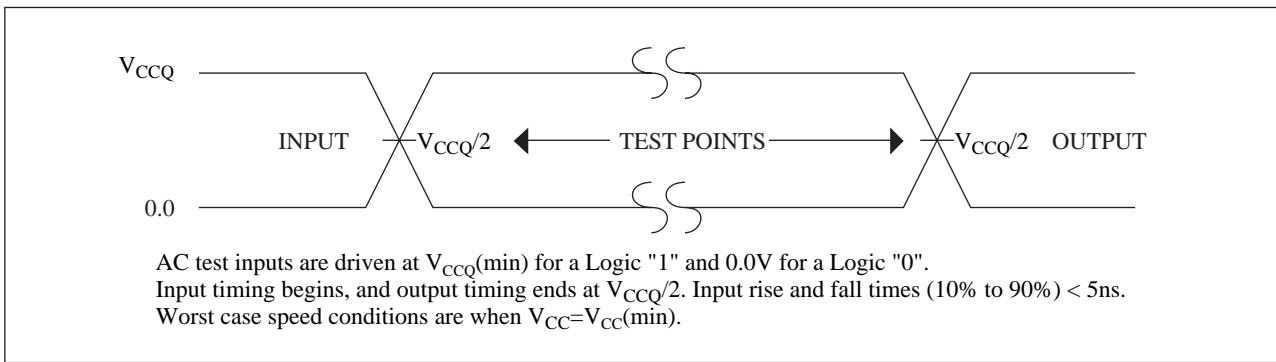 VCCQ
INPUT VCCQ/2 TEST POINTS VCCQ/2 OUTPUT
0.0
AC test inputs are driven at VCCQ(min) for a Logic "1" and 0.0V for a Logic "0".
Input timing begins, and output timing ends at VCCQ/2. Input rise and fall times (10% to 90%) < 5ns.
Worst case speed conditions are when VCC=VCC(min).